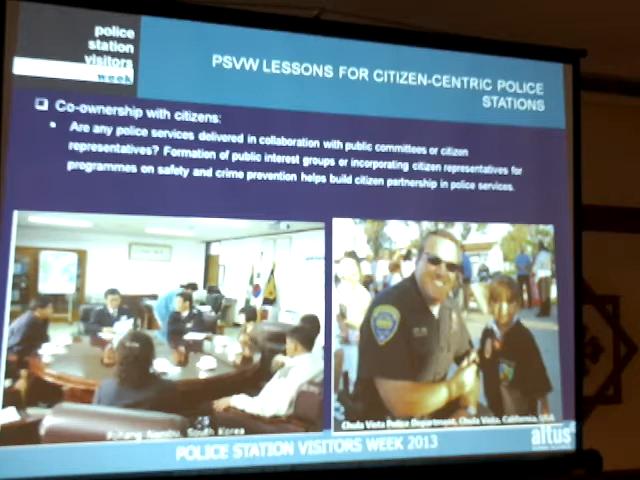 police
station
visitors
week
PSVW LESSONS FOR CITIZEN-CENTRIC POLICE
STATIONS
Co-ownership with citizens:
Are any police services delivered in collaboration with public committees or citizen
representatives? Formation of public interest groups or incorporating citizen representatives for
programmes on safety and crime prevention helps build citizen partnership in police services.
South Korea
Chula Vista Police Department, Chula Vista, California, USA
POLICE STATION VISITORS WEEK 2013
altus